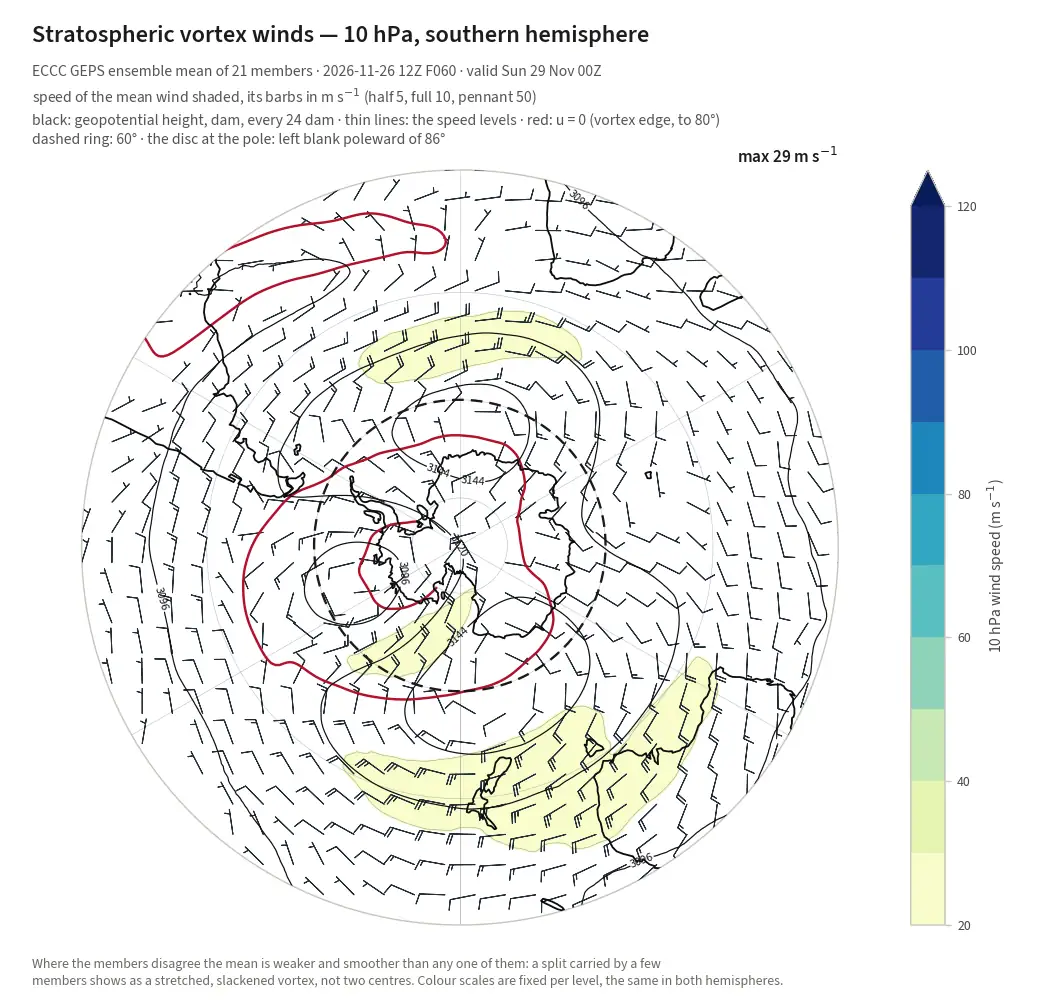 Stratospheric vortex winds — 10 hPa, southern hemisphere
ECCC GEPS ensemble mean of 21 members · 2026-11-26 12Z F060 · valid Sun 29 Nov 00Z
speed of the mean wind shaded, its barbs in m s⁻¹ (half 5, full 10, pennant 50)
black: geopotential height, dam, every 24 dam · thin lines: the speed levels · red: u = 0 (vortex edge, to 80°)
dashed ring: 60° · the disc at the pole: left blank poleward of 86°
max 29 m s⁻¹
3096
3144
3144
3096
3096
3144
3096
120
100
80
60
40
20
10 hPa wind speed (m s⁻¹)
Where the members disagree the mean is weaker and smoother than any one of them: a split carried by a few
members shows as a stretched, slackened vortex, not two centres. Colour scales are fixed per level, the same in both hemispheres.